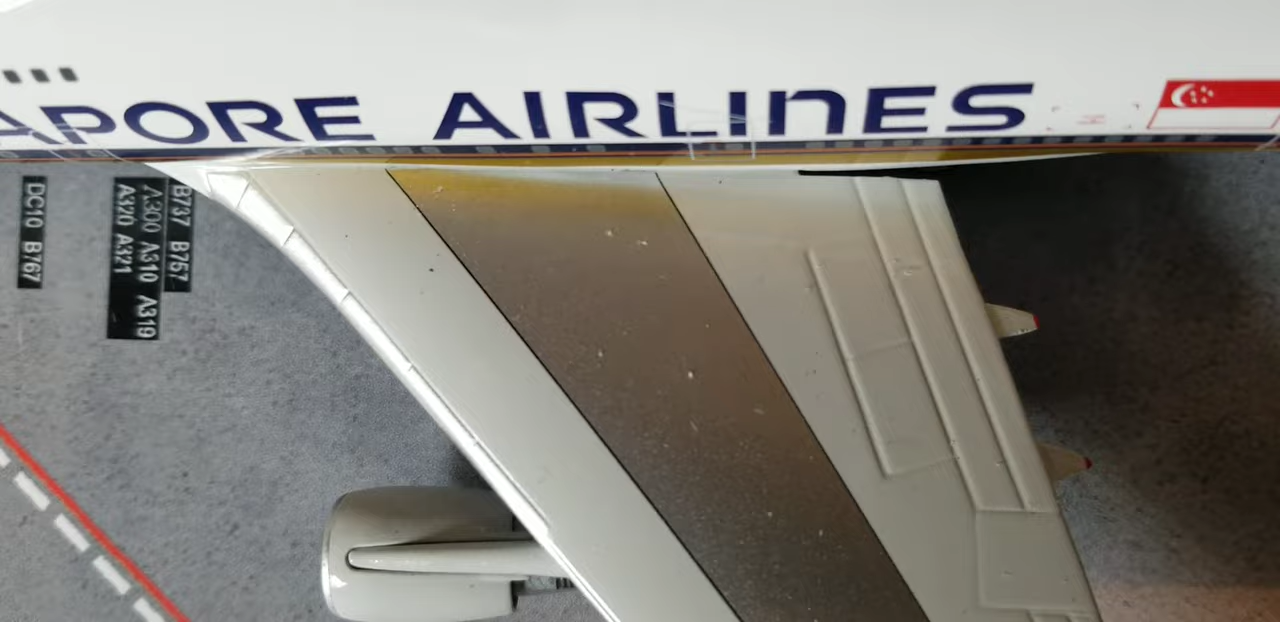 APORE AIRLINES
DC10 B767
A320 A321
A300 A310 A319
B737 B757